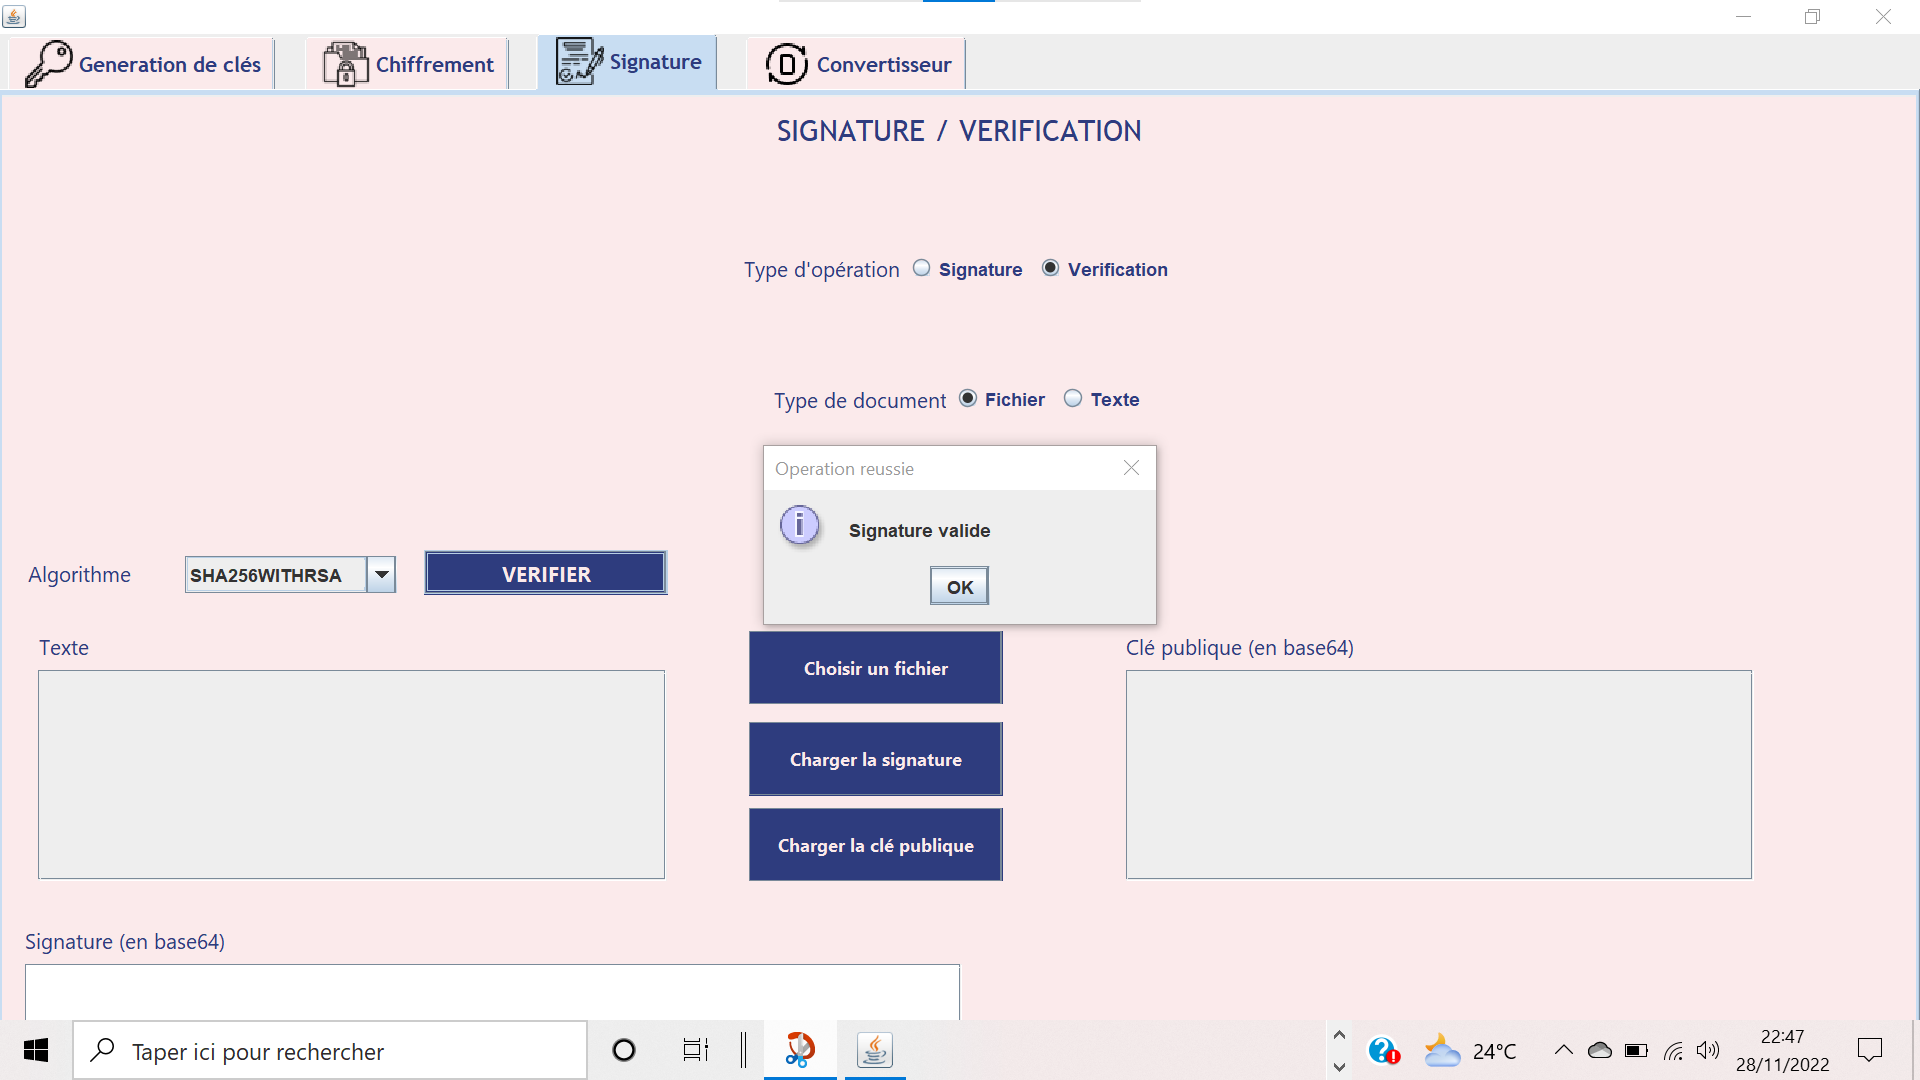 Generation de clés
Chiffrement
Signature
Convertisseur
SIGNATURE / VERIFICATION
Type d'opération
Signature
Verification
Type de document
Fichier
Texte
Operation reussie
Signature valide
OK
Algorithme
SHA256WITHRSA
VERIFIER
Texte
Choisir un fichier
Charger la signature
Charger la clé publique
Clé publique (en base64)
Signature (en base64)
Taper ici pour rechercher
24°C
22:47
28/11/2022